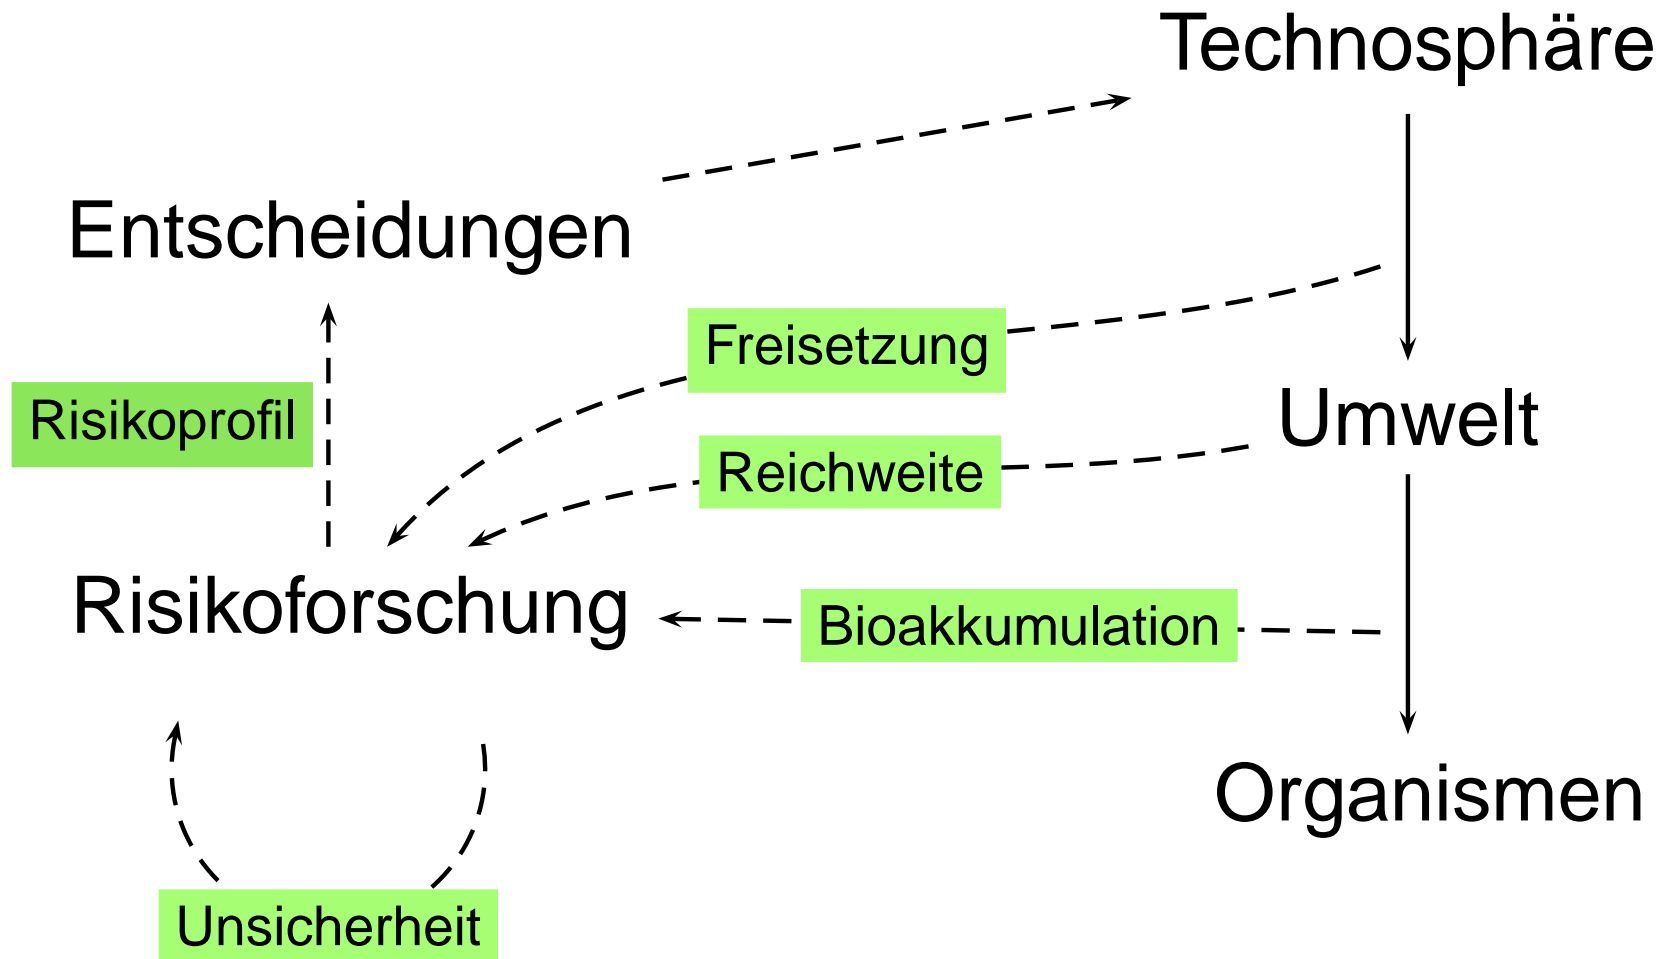 Technosphäre
Entscheidungen
Freisetzung
Risikoprofil
Umwelt
Reichweite
Risikoforschung
Bioakkumulation
Organismen
Unsicherheit